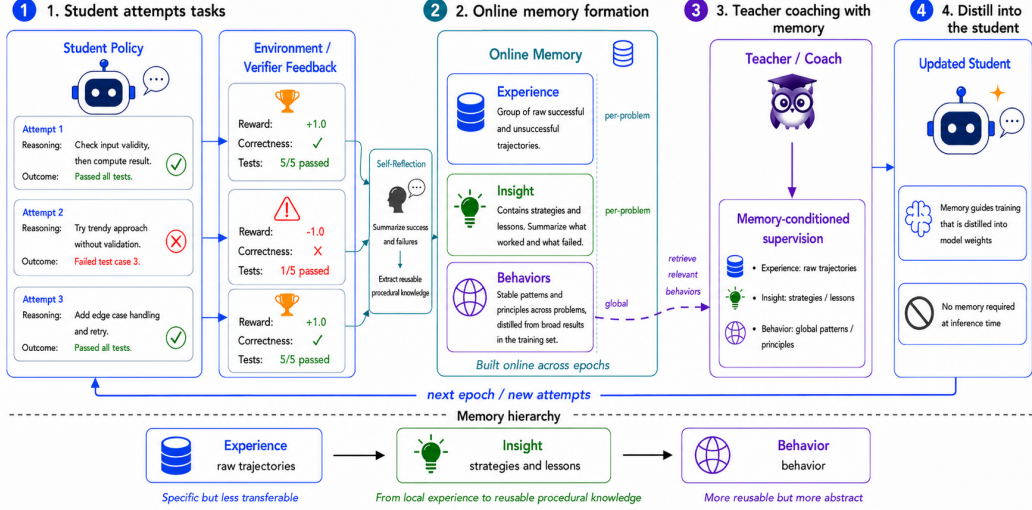 1 1. Student attempts tasks
Student Policy
Attempt 1
Reasoning: Check input validity,
then compute result.
Outcome: Passed all tests.
Attempt 2
Reasoning: Try trendy approach
without validation.
Outcome: Failed test case 3.
Attempt 3
Reasoning: Add edge case handling
and retry.
Outcome: Passed all tests.
Environment /
Verifier Feedback
Reward: +1.0
Correctness: ✓
Tests: 5/5 passed
Reward: -1.0
Correctness: X
Tests: 1/5 passed
Reward: +1.0
Correctness: ✓
Tests: 5/5 passed
Self-Reflection
Summarize success
and failures
Extract reusable
procedural knowledge
2 2. Online memory formation
Online Memory
Experience
Group of raw successful
and unsuccessful
trajectories.
per-problem
Insight
Contains strategies and
lessons. Summarize what
worked and what failed.
per-problem
Behaviors
Stable patterns and
principles across problems,
distilled from broad results
in the training set.
global
Built online across epochs
retrieve
relevant
behaviors
3 3. Teacher coaching with
memory
Teacher / Coach
Memory-conditioned
supervision
• Experience: raw trajectories
• Insight: strategies / lessons
• Behavior: global patterns /
principles
4 4. Distill into
the student
Updated Student
Memory guides training
that is distilled into
model weights
No memory required
at inference time
next epoch / new attempts
Memory hierarchy
Experience
raw trajectories
Specific but less transferable
Insight
strategies and lessons
From local experience to reusable procedural knowledge
Behavior
behavior
More reusable but more abstract